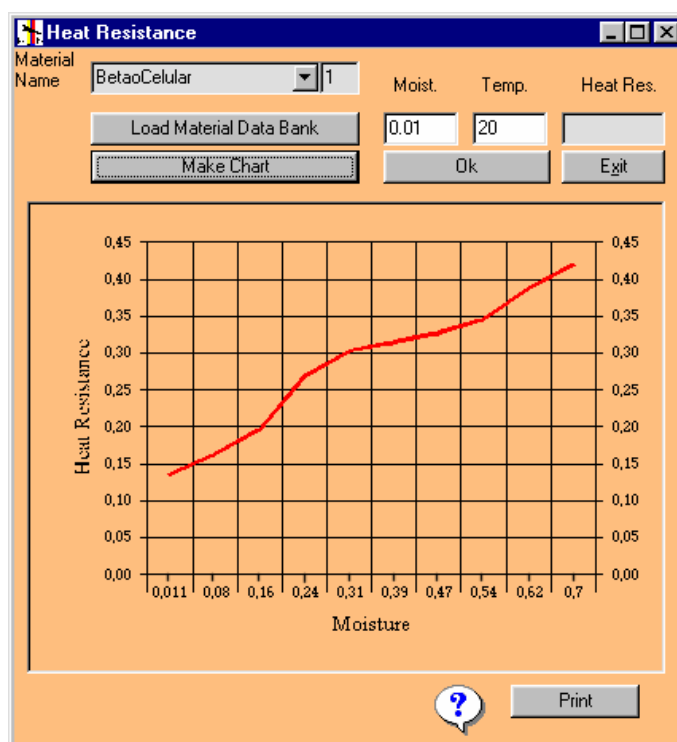 Heat Resistance
Material
Name
BetaoCelular
1
Moist.
Temp.
Heat Res.
Load Material Data Bank
0.01
20
Make Chart
Ok
Exit
0,45
0,45
0,40
0,40
0,35
0,35
0,30
0,30
0,25
0,25
0,20
0,20
0,15
0,15
0,10
0,10
0,05
0,05
0,00
0,00
Heat Resistance
0,011
0,08
0,16
0,24
0,31
0,39
0,47
0,54
0,62
0,7
Moisture
?
Print